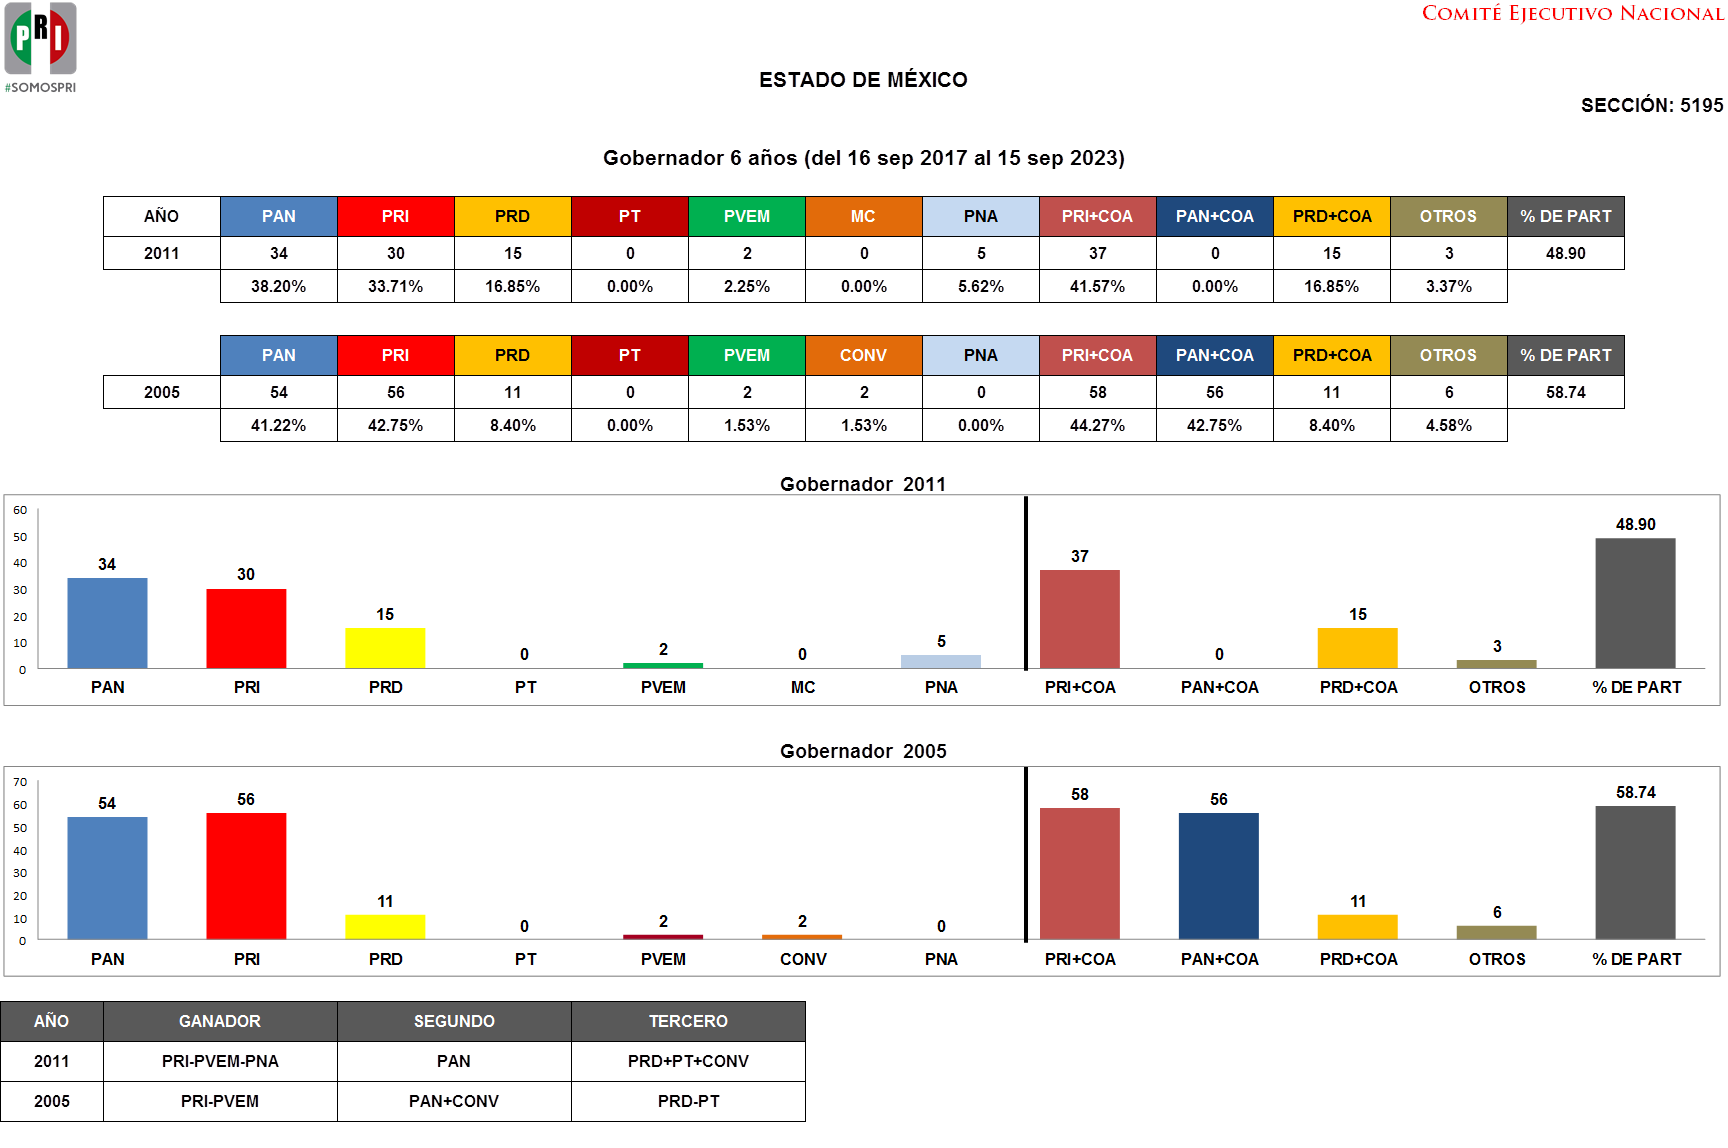 PRI
#SOMOSPRI
COMITÉ EJECUTIVO NACIONAL
ESTADO DE MÉXICO
SECCIÓN: 5195
Gobernador 6 años (del 16 sep 2017 al 15 sep 2023)
AÑO PAN PRI PRD PT PVEM MC PNA PRI+COA PAN+COA PRD+COA OTROS % DE PART
2011 34 30 15 0 2 0 5 37 0 15 3 48.90
38.20% 33.71% 16.85% 0.00% 2.25% 0.00% 5.62% 41.57% 0.00% 16.85% 3.37%
PAN PRI PRD PT PVEM CONV PNA PRI+COA PAN+COA PRD+COA OTROS % DE PART
2005 54 56 11 0 2 2 0 58 56 11 6 58.74
41.22% 42.75% 8.40% 0.00% 1.53% 1.53% 0.00% 44.27% 42.75% 8.40% 4.58%
Gobernador 2011
60
50
40
30
20
10
0
34 30 15 0 2 0 5 37 0 15 3 48.90
PAN PRI PRD PT PVEM MC PNA PRI+COA PAN+COA PRD+COA OTROS % DE PART
Gobernador 2005
70
60
50
40
30
20
10
0
54 56 11 0 2 2 0 58 56 11 6 58.74
PAN PRI PRD PT PVEM CONV PNA PRI+COA PAN+COA PRD+COA OTROS % DE PART
AÑO GANADOR SEGUNDO TERCERO
2011 PRI-PVEM-PNA PAN PRD+PT+CONV
2005 PRI-PVEM PAN+CONV PRD-PT